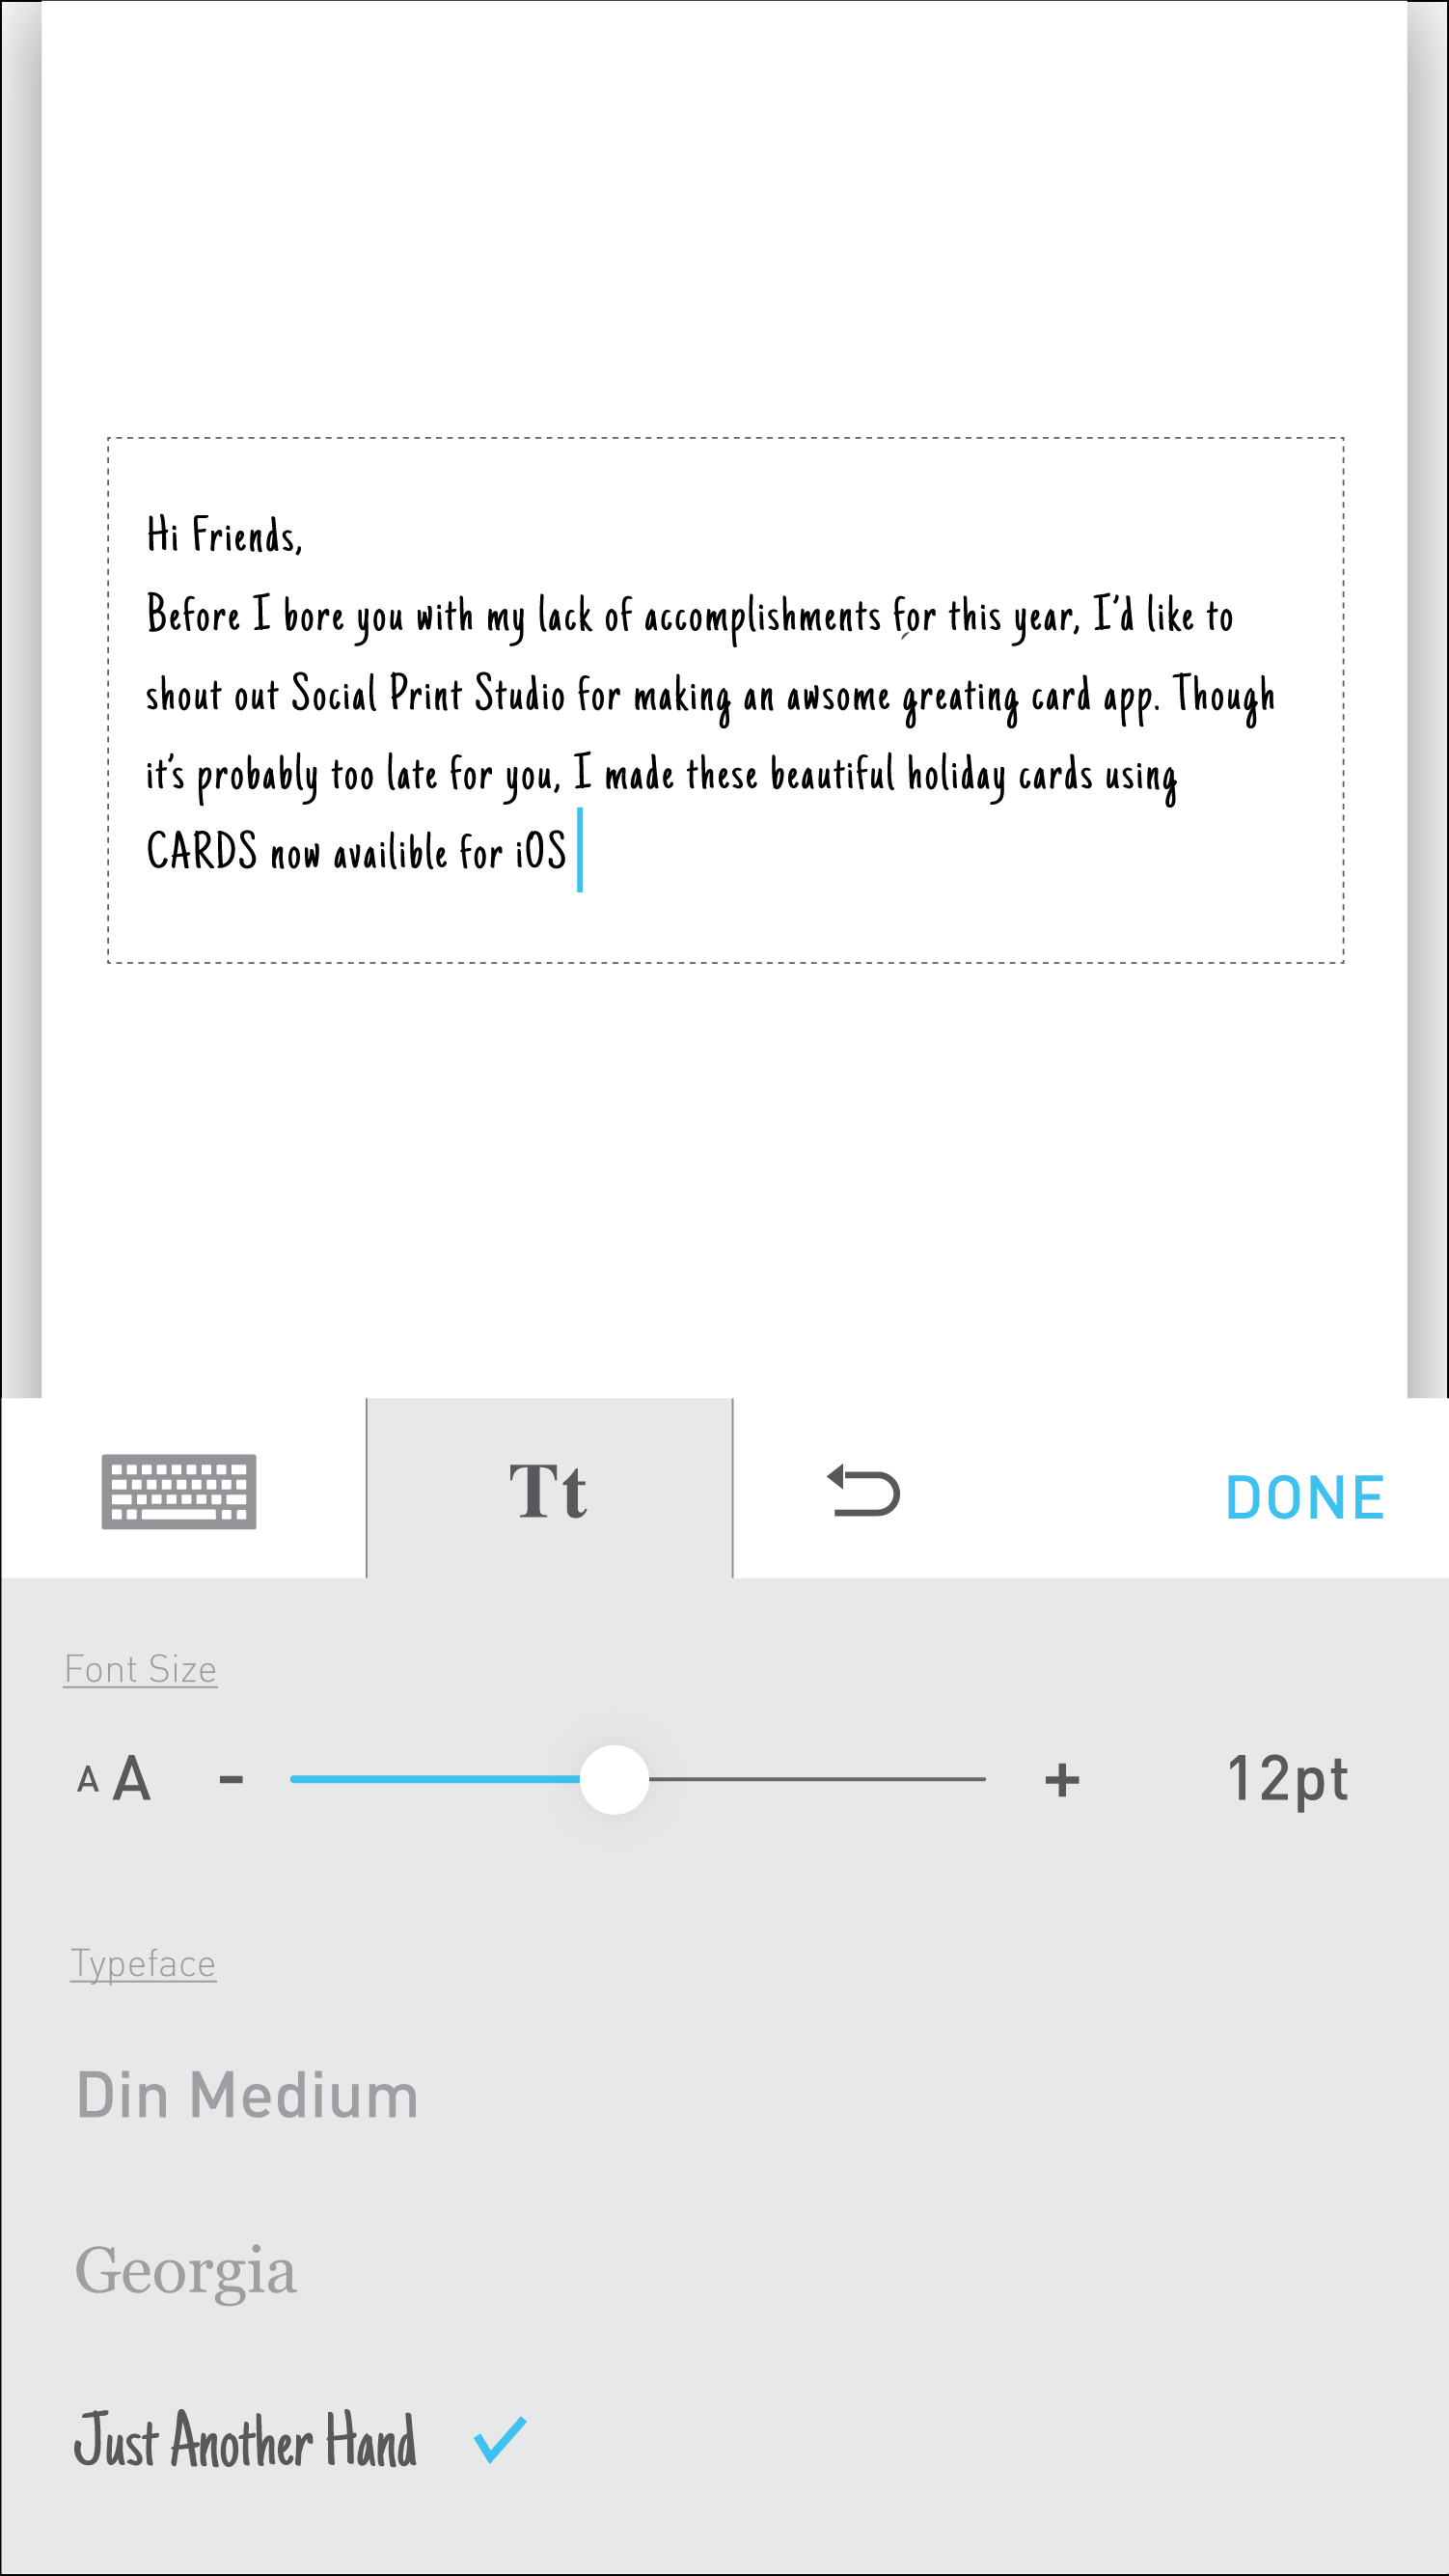 Hi Friends,
Before I bore you with my lack of accomplishments for this year, I'd like to
shout out Social Print Studio for making an awsome greating card app. Though
it's probably too late for you, I made these beautiful holiday cards using
CARDS now availible for iOS
Tt
DONE
Font Size
A A - + 12pt
Typeface
Din Medium
Georgia
Just Another Hand